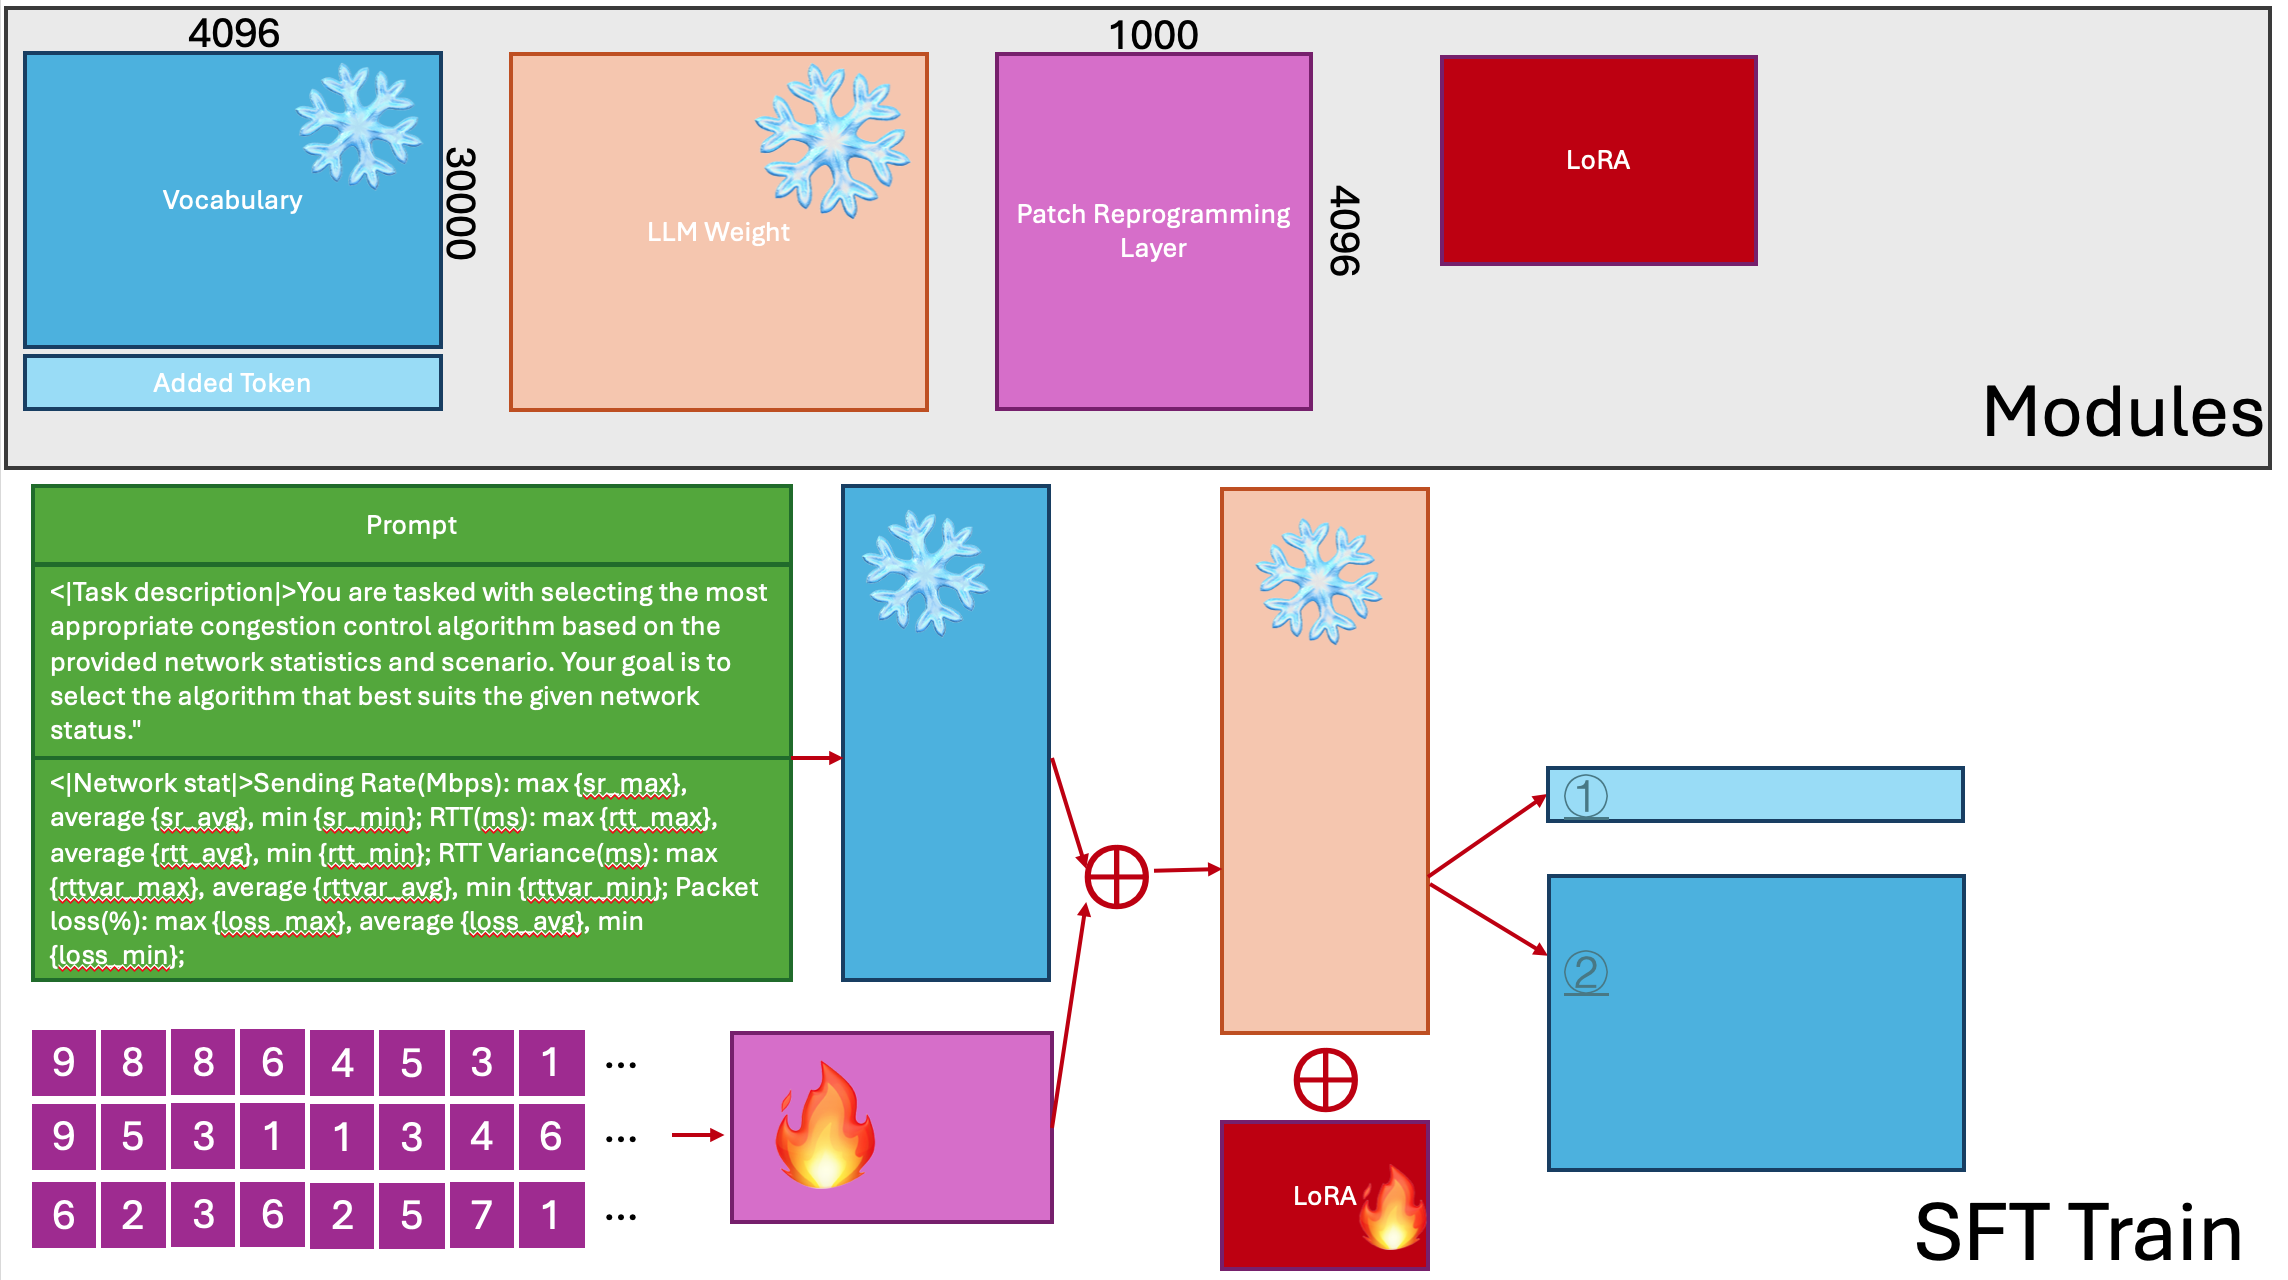 4096
Vocabulary
30000
Added Token
LLM Weight
1000
Patch Reprogramming
Layer
4096
LoRA
Modules
Prompt
<|Task description|>You are tasked with selecting the most
appropriate congestion control algorithm based on the
provided network statistics and scenario. Your goal is to
select the algorithm that best suits the given network
status."
<|Network stat|>Sending Rate(Mbps): max {sr_max},
average {sr_avg}, min {sr_min}; RTT(ms): max {rtt_max},
average {rtt_avg}, min {rtt_min}; RTT Variance(ms): max
{rttvar_max}, average {rttvar_avg}, min {rttvar_min}; Packet
loss(%): max {loss_max}, average {loss_avg}, min
{loss_min};
①
②
9 8 8 6 4 5 3 1 ...
9 5 3 1 1 3 4 6 ...
6 2 3 6 2 5 7 1 ...
LoRA
SFT Train